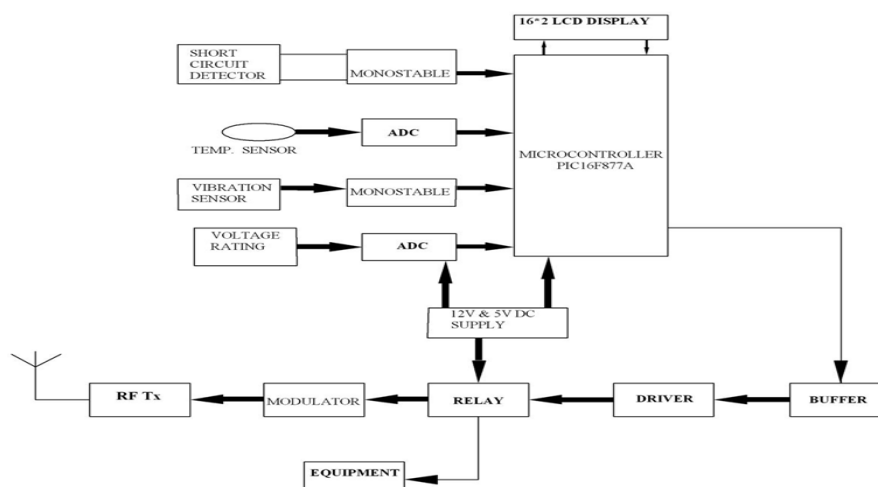 16*2 LCD DISPLAY
SHORT
CIRCUIT
DETECTOR
MONOSTABLE
ADC
TEMP. SENSOR
MICROCONTROLLER
PIC16F877A
VIBRATION
SENSOR
MONOSTABLE
VOLTAGE
RATING
ADC
12V & 5V DC
SUPPLY
RF Tx
MODULATOR
RELAY
DRIVER
BUFFER
EQUIPMENT